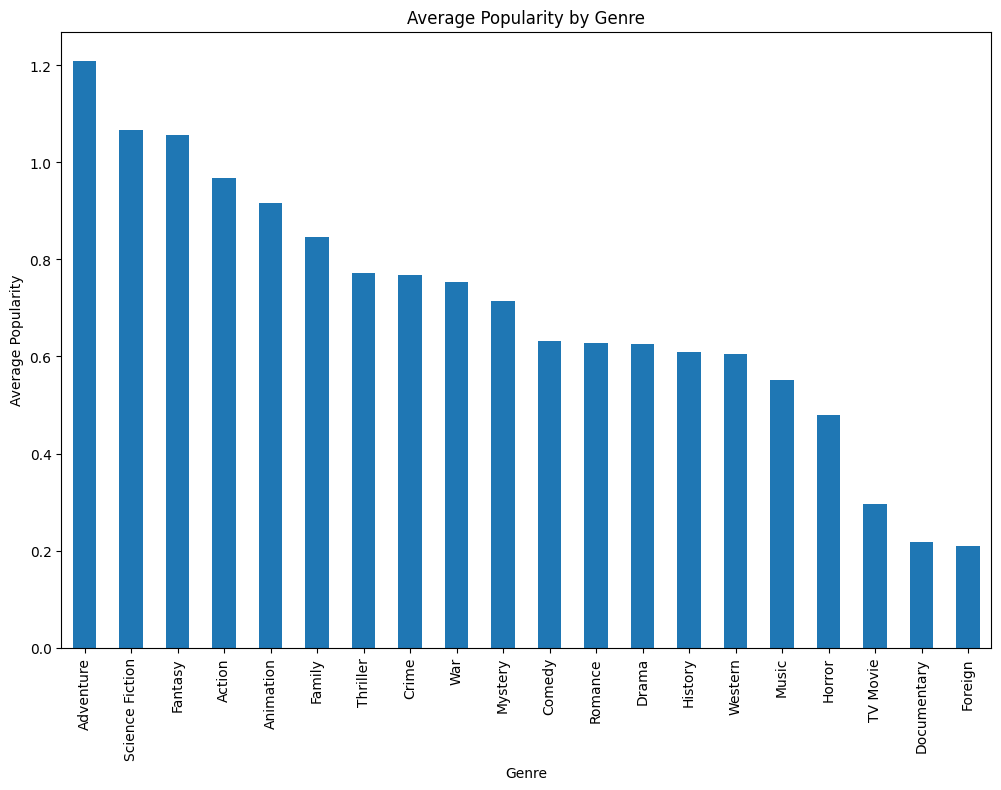 Average Popularity by Genre
Average Popularity
1.2
1.0
0.8
0.6
0.4
0.2
0.0
Adventure
Science Fiction
Fantasy
Action
Animation
Family
Thriller
Crime
War
Mystery
Comedy
Romance
Drama
History
Western
Music
Horror
TV Movie
Documentary
Foreign
Genre